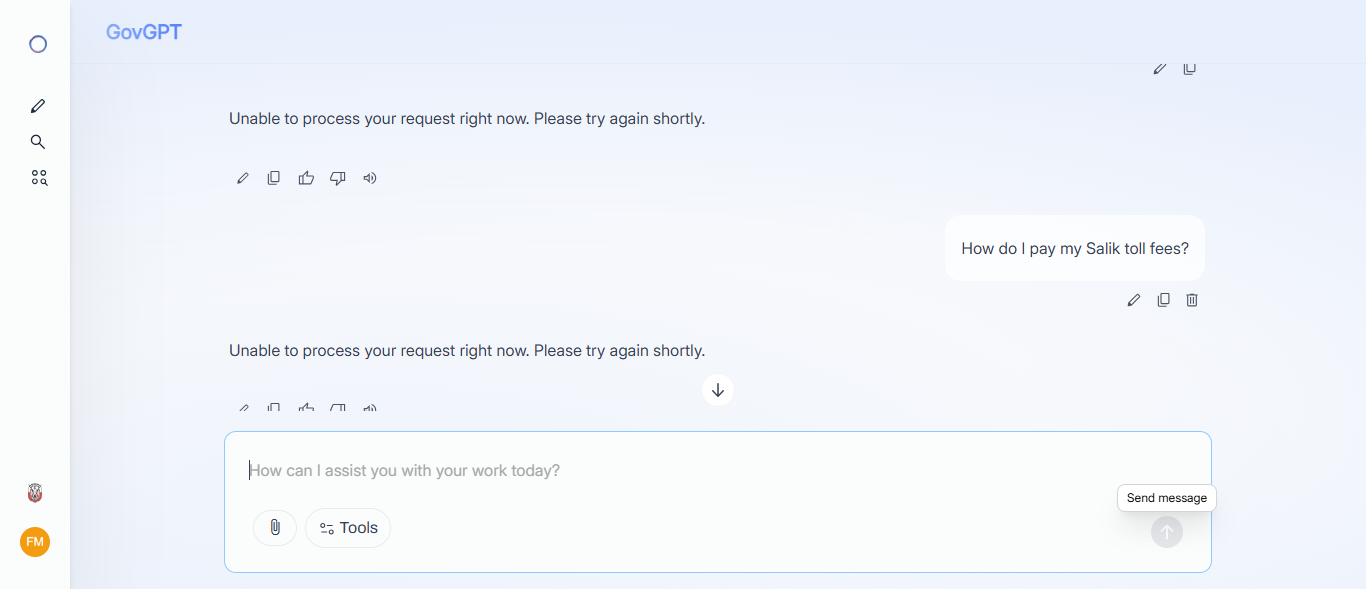 GovGPT
Unable to process your request right now. Please try again shortly.
How do I pay my Salik toll fees?
Unable to process your request right now. Please try again shortly.
How can I assist you with your work today?
Send message
Tools
FM